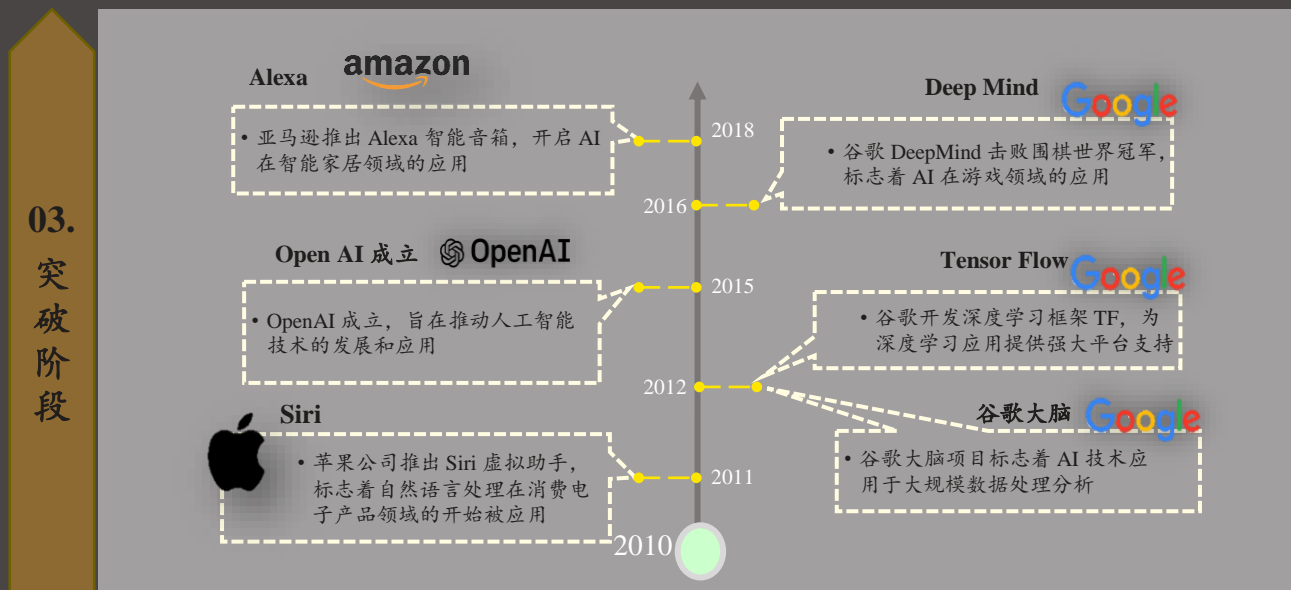 03.
突
破
阶
段
Alexa
amazon
• 亚马逊推出 Alexa 智能音箱，开启 AI
在智能家居领域的应用
2018
Deep Mind
Google
• 谷歌 DeepMind 击败围棋世界冠军，
标志着 AI 在游戏领域的应用
2016
Open AI 成立
OpenAI
• OpenAI 成立，旨在推动人工智能
技术的发展和应用
2015
Tensor Flow
Google
• 谷歌开发深度学习框架 TF，为
深度学习应用提供强大平台支持
2012
谷歌大脑
Google
• 谷歌大脑项目标志着 AI 技术应
用于大规模数据处理分析
Siri
• 苹果公司推出 Siri 虚拟助手，
标志着自然语言处理在消费电
子产品领域的开始被应用
2011
2010